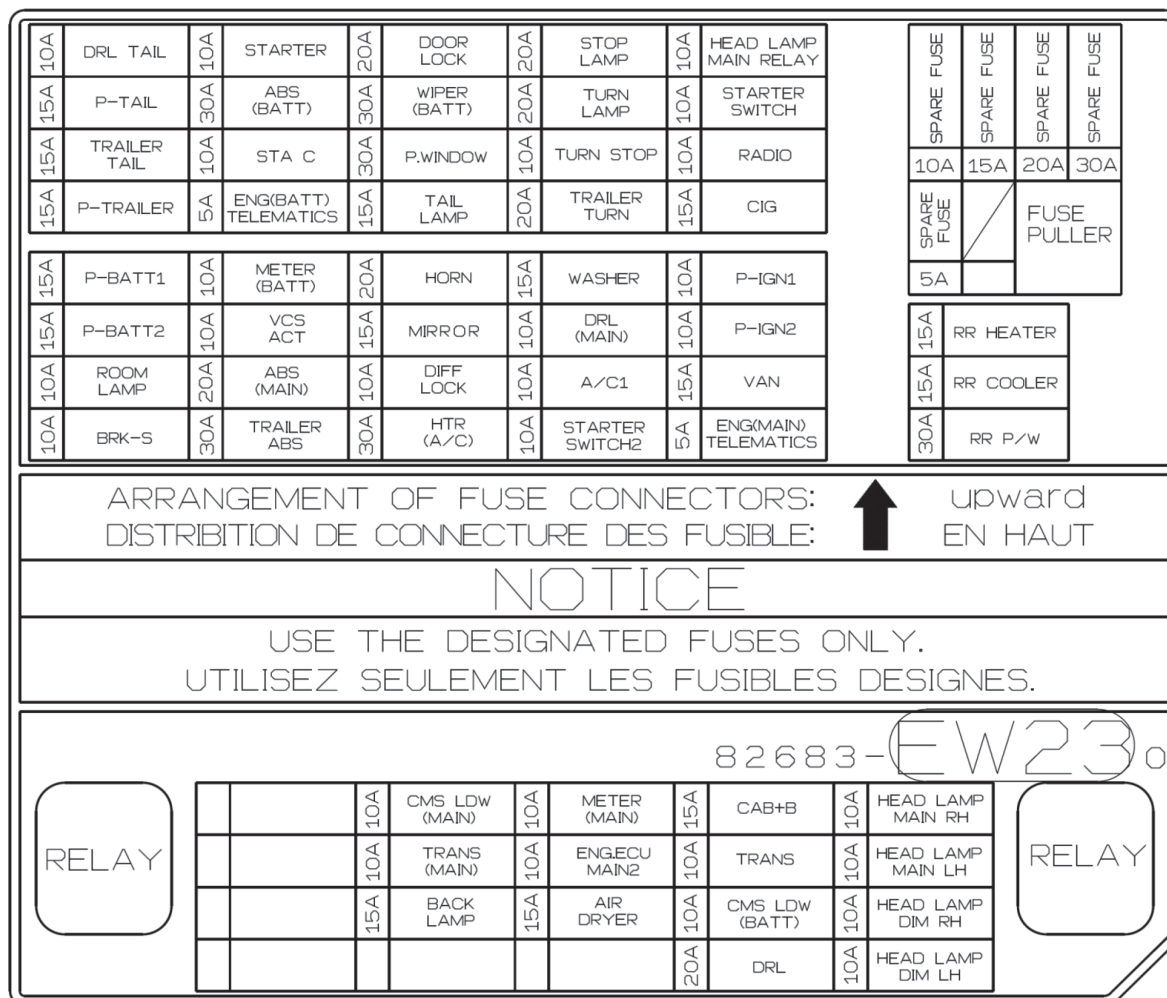 10A DRL TAIL 10A STARTER 20A DOOR LOCK 20A STOP LAMP 10A HEAD LAMP MAIN RELAY
15A P-TAIL 30A ABS (BATT) 30A WIPER (BATT) 20A TURN LAMP 10A STARTER SWITCH
15A TRAILER TAIL 10A STA C 30A P.WINDOW 10A TURN STOP 10A RADIO
15A P-TRAILER 5A ENG(BATT) TELEMATICS 15A TAIL LAMP 20A TRAILER TURN 15A CIG
SPARE FUSE SPARE FUSE SPARE FUSE SPARE FUSE
10A 15A 20A 30A
SPARE FUSE FUSE PULLER
5A
15A P-BATT1 10A METER (BATT) 20A HORN 15A WASHER 10A P-IGN1
15A P-BATT2 10A VCS ACT 15A MIRROR 10A DRL (MAIN) 10A P-IGN2
10A ROOM LAMP 20A ABS (MAIN) 10A DIFF LOCK 10A A/C1 15A VAN
10A BRK-S 30A TRAILER ABS 30A HTR (A/C) 10A STARTER SWITCH2 5A ENG(MAIN) TELEMATICS
15A RR HEATER
15A RR COOLER
30A RR P/W
ARRANGEMENT OF FUSE CONNECTORS: upward
DISTRIBITION DE CONNECTURE DES FUSIBLE: EN HAUT
NOTICE
USE THE DESIGNATED FUSES ONLY.
UTILISEZ SEULEMENT LES FUSIBLES DESIGNES.
82683-EW230
RELAY
10A CMS LDW (MAIN) 10A METER (MAIN) 15A CAB+B 10A HEAD LAMP MAIN RH
10A TRANS (MAIN) 10A ENG.ECU MAIN2 10A TRANS 10A HEAD LAMP MAIN LH
15A BACK LAMP 15A AIR DRYER 10A CMS LDW (BATT) 10A HEAD LAMP DIM RH
20A DRL 10A HEAD LAMP DIM LH
RELAY